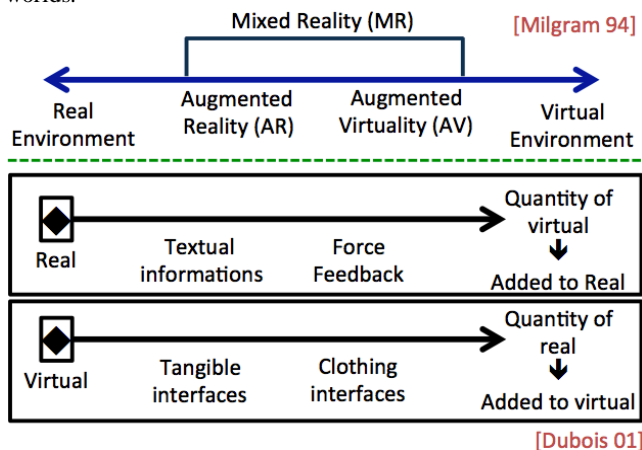 worlds.
Mixed Reality (MR)
[Milgram 94]
Real
Environment
Augmented
Reality (AR)
Augmented
Virtuality (AV)
Virtual
Environment
Real
Textual
informations
Force
Feedback
Quantity of
virtual
Added to Real
Virtual
Tangible
interfaces
Clothing
interfaces
Quantity of
real
Added to virtual
[Dubois 01]